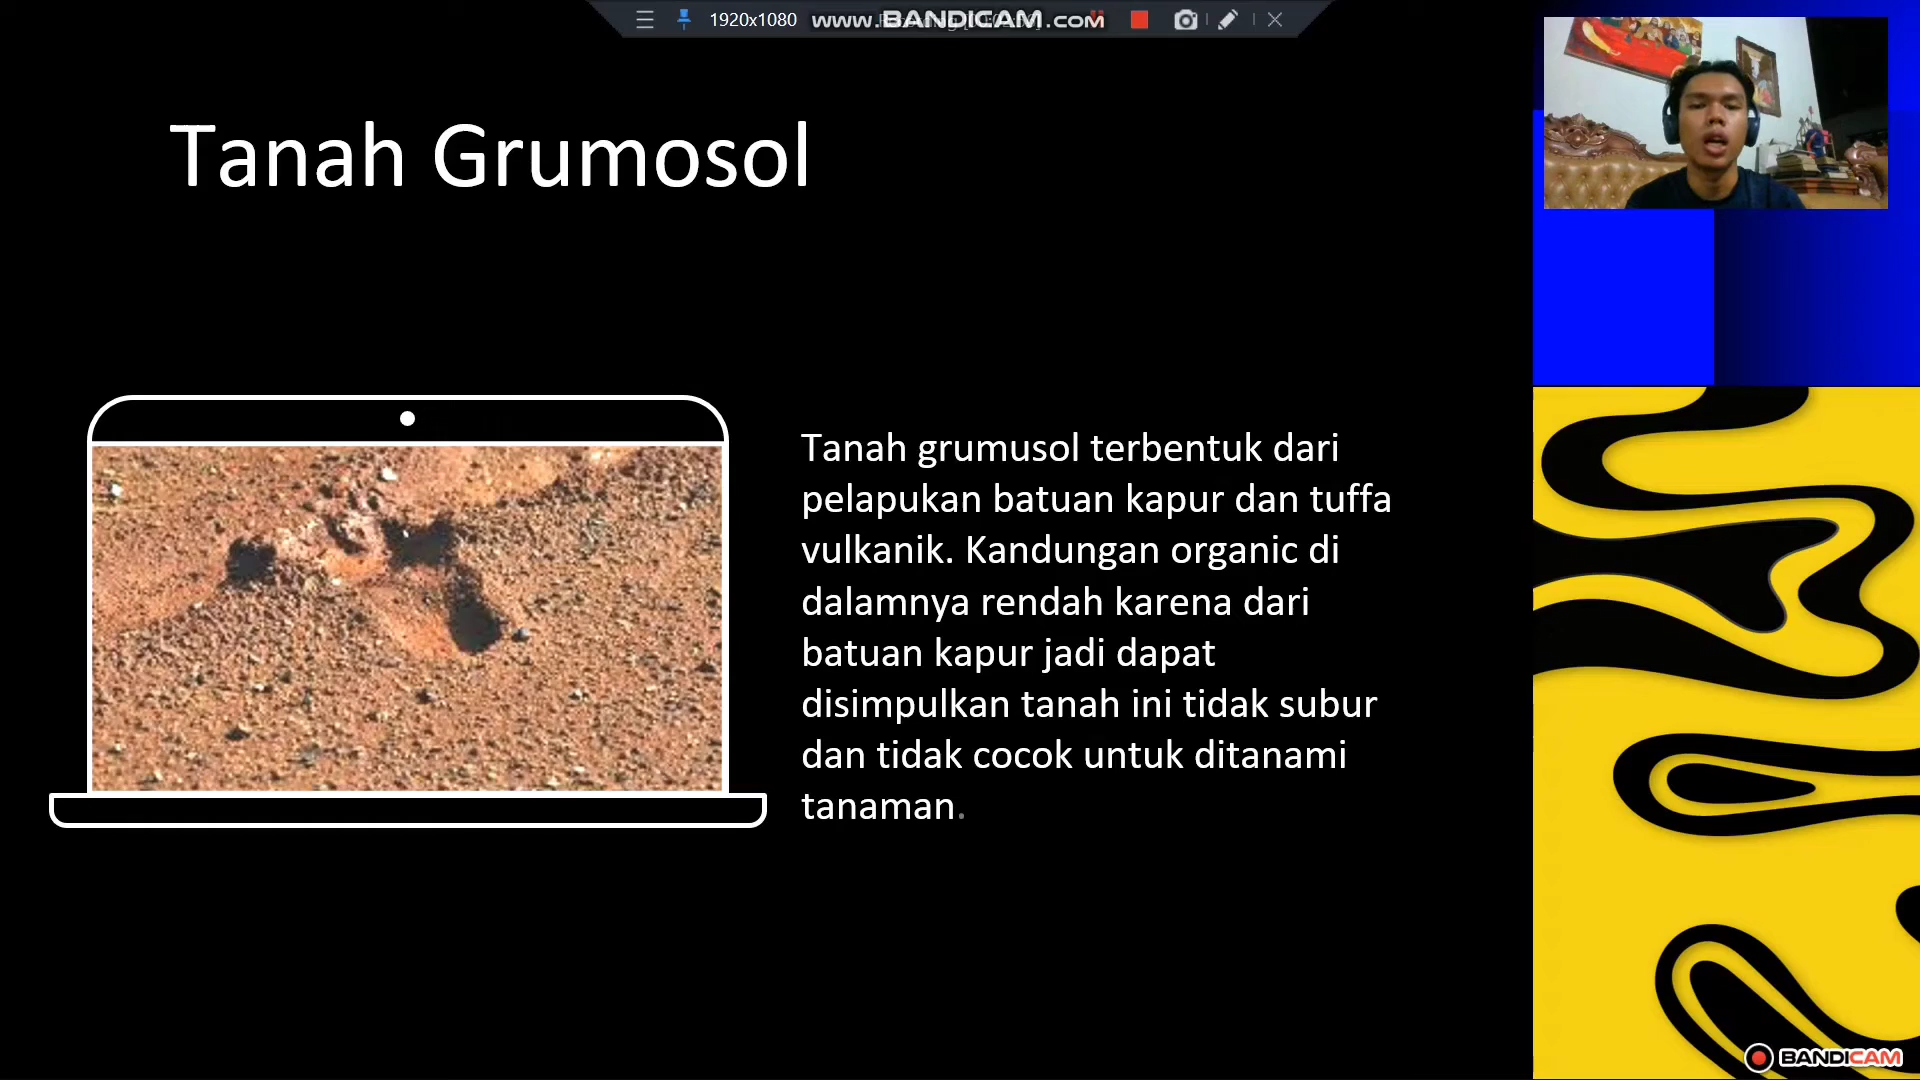 1920x1080
www.BANDICAM.com
Tanah Grumosol
Tanah grumusol terbentuk dari
pelapukan batuan kapur dan tuffa
vulkanik. Kandungan organic di
dalamnya rendah karena dari
batuan kapur jadi dapat
disimpulkan tanah ini tidak subur
dan tidak cocok untuk ditanami
tanaman.
BANDICAM